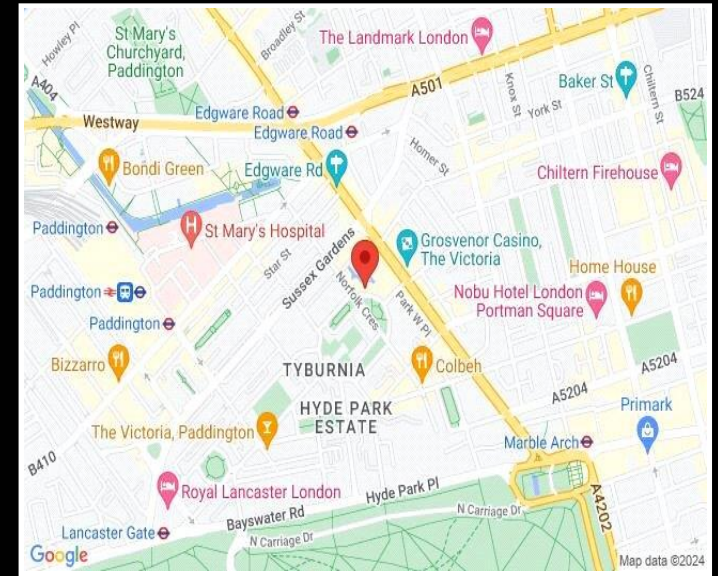 Howley Pl
St Mary's
Churchyard,
Paddington
Broadley St
The Landmark London
A404
A501
Knox St
York St
Baker St
Chiltern St
B524
Westway
Edgware Road
Edgware Road
Homer St
Bondi Green
Edgware Rd
Chiltern Firehouse
Paddington
St Mary's Hospital
Star St
Sussex Gardens
Grosvenor Casino,
The Victoria
Home House
Paddington
Norfolk Cres
Park W Pl
Nobu Hotel London
Portman Square
Paddington
Bizzarro
TYBURNIA
Colbeh
A5204
A5204
HYDE PARK
ESTATE
Primark
The Victoria, Paddington
Marble Arch
B410
Royal Lancaster London
Hyde Park Pl
A4202
Bayswater Rd
N Carriage Dr
Lancaster Gate
N Carriage Dr
Google
Map data ©2024